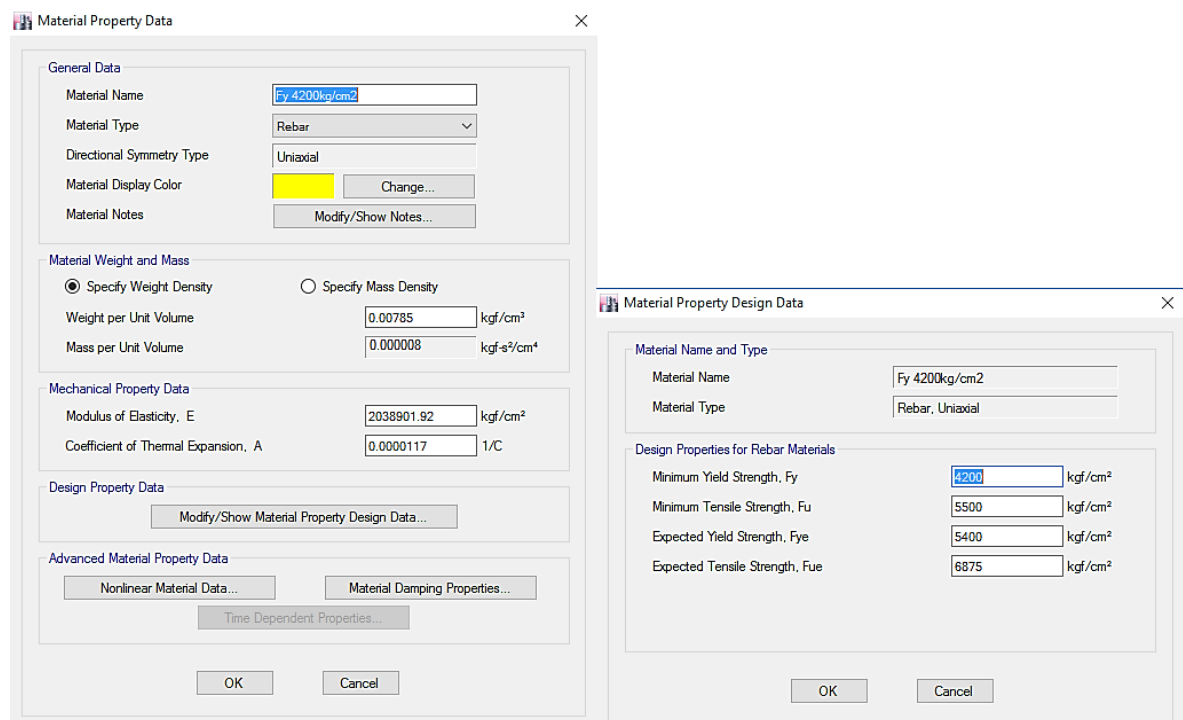 Material Property Data
General Data
Material Name
Fy 4200kg/cm2
Material Type
Rebar
Directional Symmetry Type
Uniaxial
Material Display Color
Change...
Material Notes
Modify/Show Notes...
Material Weight and Mass
Specify Weight Density
Specify Mass Density
Weight per Unit Volume
0.00785 kgf/cm³
Mass per Unit Volume
0.000008 kgf-s²/cm⁴
Mechanical Property Data
Modulus of Elasticity, E
2038901.92 kgf/cm²
Coefficient of Thermal Expansion, A
0.0000117 1/C
Design Property Data
Modify/Show Material Property Design Data...
Advanced Material Property Data
Nonlinear Material Data...
Material Damping Properties...
Time Dependent Properties...
OK
Cancel
Material Property Design Data
Material Name and Type
Material Name
Fy 4200kg/cm2
Material Type
Rebar, Uniaxial
Design Properties for Rebar Materials
Minimum Yield Strength, Fy
4200 kgf/cm²
Minimum Tensile Strength, Fu
5500 kgf/cm²
Expected Yield Strength, Fye
5400 kgf/cm²
Expected Tensile Strength, Fue
6875 kgf/cm²
OK
Cancel